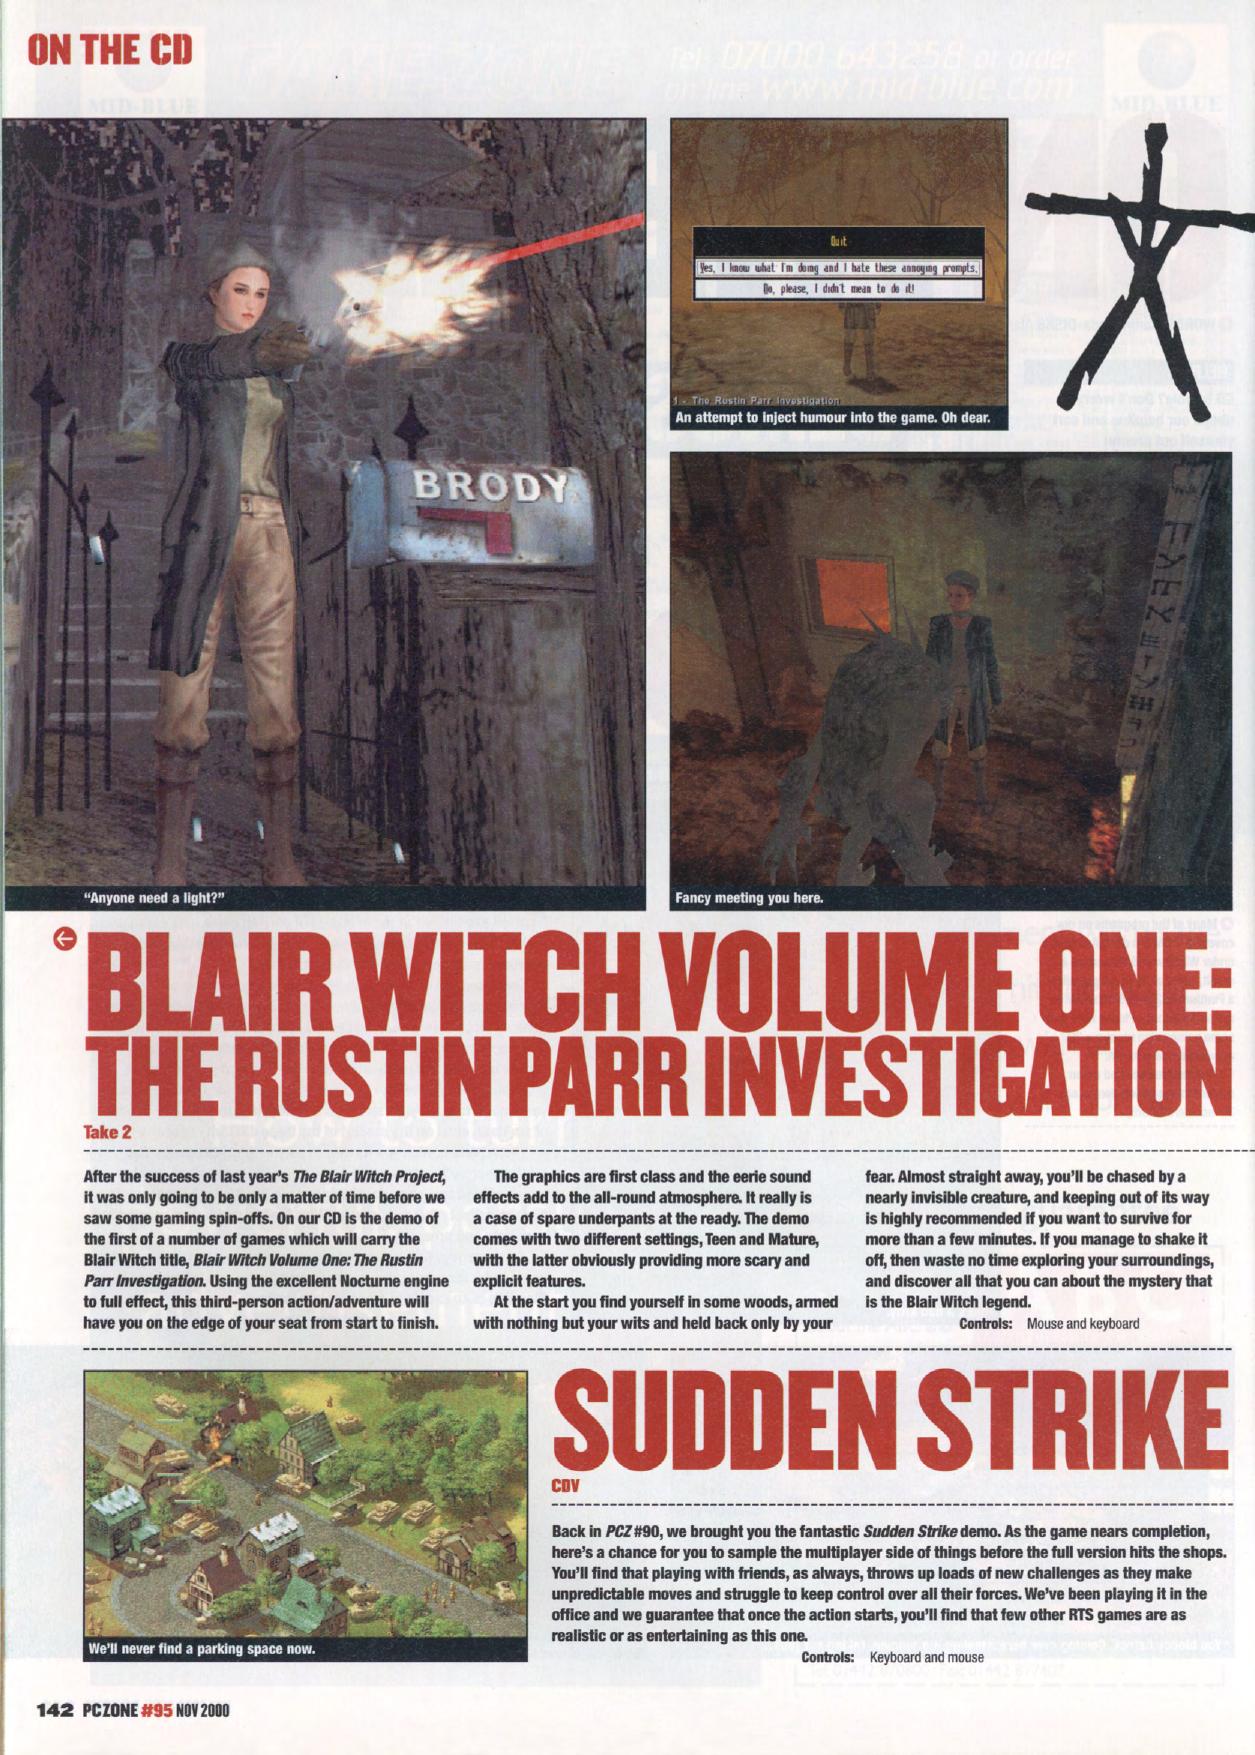 ON THE CD
BRODY
"Anyone need a light?"
Quit
Yes, I know what I'm doing and I hate these annoying prompts.
No, please, I didn't mean to do it!
1 - The Rustin Parr Investigation
An attempt to inject humour into the game. Oh dear.
Fancy meeting you here.
BLAIR WITCH VOLUME ONE:
THE RUSTIN PARR INVESTIGATION
Take 2
After the success of last year's The Blair Witch Project,
it was only going to be only a matter of time before we
saw some gaming spin-offs. On our CD is the demo of
the first of a number of games which will carry the
Blair Witch title, Blair Witch Volume One: The Rustin
Parr Investigation. Using the excellent Nocturne engine
to full effect, this third-person action/adventure will
have you on the edge of your seat from start to finish.
The graphics are first class and the eerie sound
effects add to the all-round atmosphere. It really is
a case of spare underpants at the ready. The demo
comes with two different settings, Teen and Mature,
with the latter obviously providing more scary and
explicit features.
At the start you find yourself in some woods, armed
with nothing but your wits and held back only by your
fear. Almost straight away, you'll be chased by a
nearly invisible creature, and keeping out of its way
is highly recommended if you want to survive for
more than a few minutes. If you manage to shake it
off, then waste no time exploring your surroundings,
and discover all that you can about the mystery that
is the Blair Witch legend.
Controls: Mouse and keyboard
We'll never find a parking space now.
SUDDEN STRIKE
CDV
Back in PCZ #90, we brought you the fantastic Sudden Strike demo. As the game nears completion,
here's a chance for you to sample the multiplayer side of things before the full version hits the shops.
You'll find that playing with friends, as always, throws up loads of new challenges as they make
unpredictable moves and struggle to keep control over all their forces. We've been playing it in the
office and we guarantee that once the action starts, you'll find that few other RTS games are as
realistic or as entertaining as this one.
Controls: Keyboard and mouse
142 PCZONE #95 NOV 2000